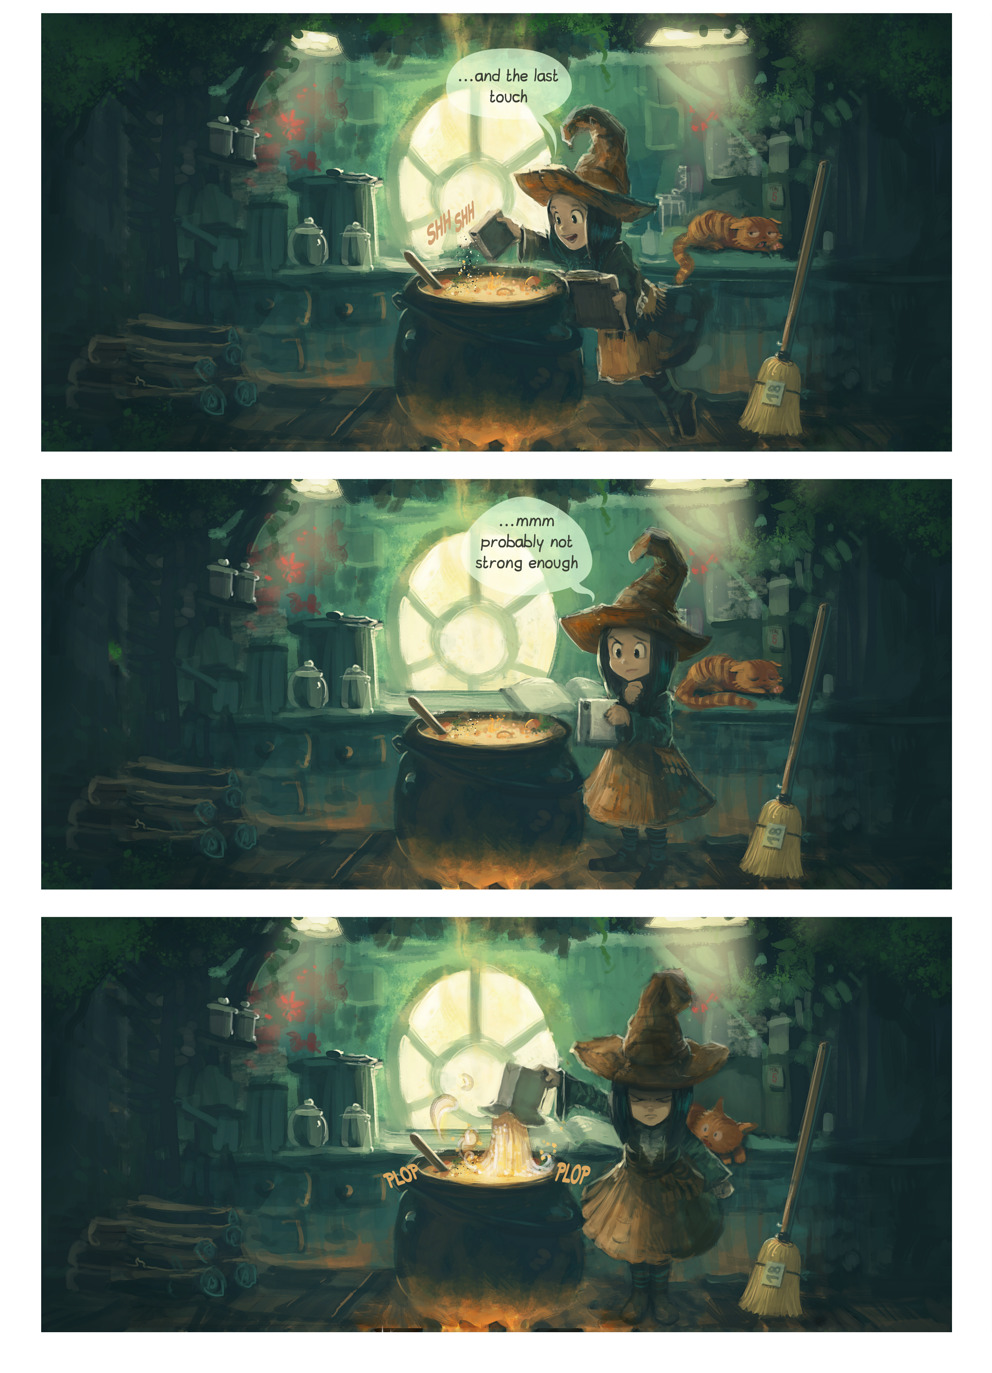 ...and the last
touch
SHH SHH
18
...mmm
probably not
strong enough
18
PLOP
PLOP
18